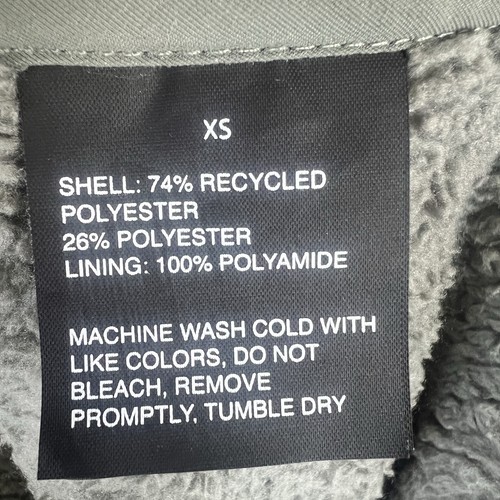 XS
SHELL: 74% RECYCLED
POLYESTER
26% POLYESTER
LINING: 100% POLYAMIDE
MACHINE WASH COLD WITH
LIKE COLORS, DO NOT
BLEACH, REMOVE
PROMPTLY, TUMBLE DRY